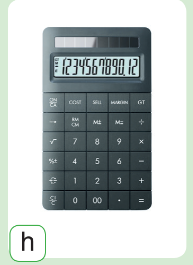 1234567890.12
COST SELL MARGIN GT
→ RM CM M± M= ÷
√ 7 8 9 ×
%± 4 5 6 −
1 2 3 +
0 00 · =
h